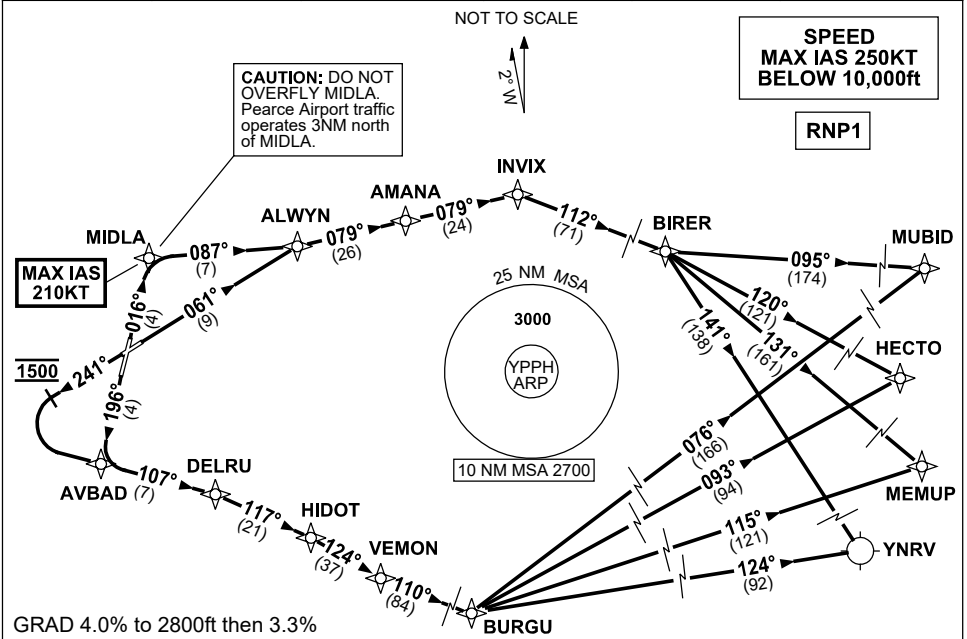 NOT TO SCALE
2° W
SPEED
MAX IAS 250KT
BELOW 10,000ft
RNP1
CAUTION: DO NOT
OVERFLY MIDLA.
Pearce Airport traffic
operates 3NM north
of MIDLA.
INVIX
AMANA
ALWYN
MIDLA
BIRER
MUBID
087°
(7)
079°
(26)
079°
(24)
112°
(71)
095°
(174)
MAX IAS
210KT
016°
(4)
061°
(9)
120°
(121)
141°
(138)
131°
(161)
HECTO
25 NM MSA
3000
YPPH
ARP
10 NM MSA 2700
1500
241°
196°
(4)
AVBAD
107°
(7)
DELRU
117°
(21)
HIDOT
124°
(37)
VEMON
110°
(84)
BURGU
076°
(166)
093°
(94)
115°
(121)
124°
(92)
MEMUP
YNRV
GRAD 4.0% to 2800ft then 3.3%